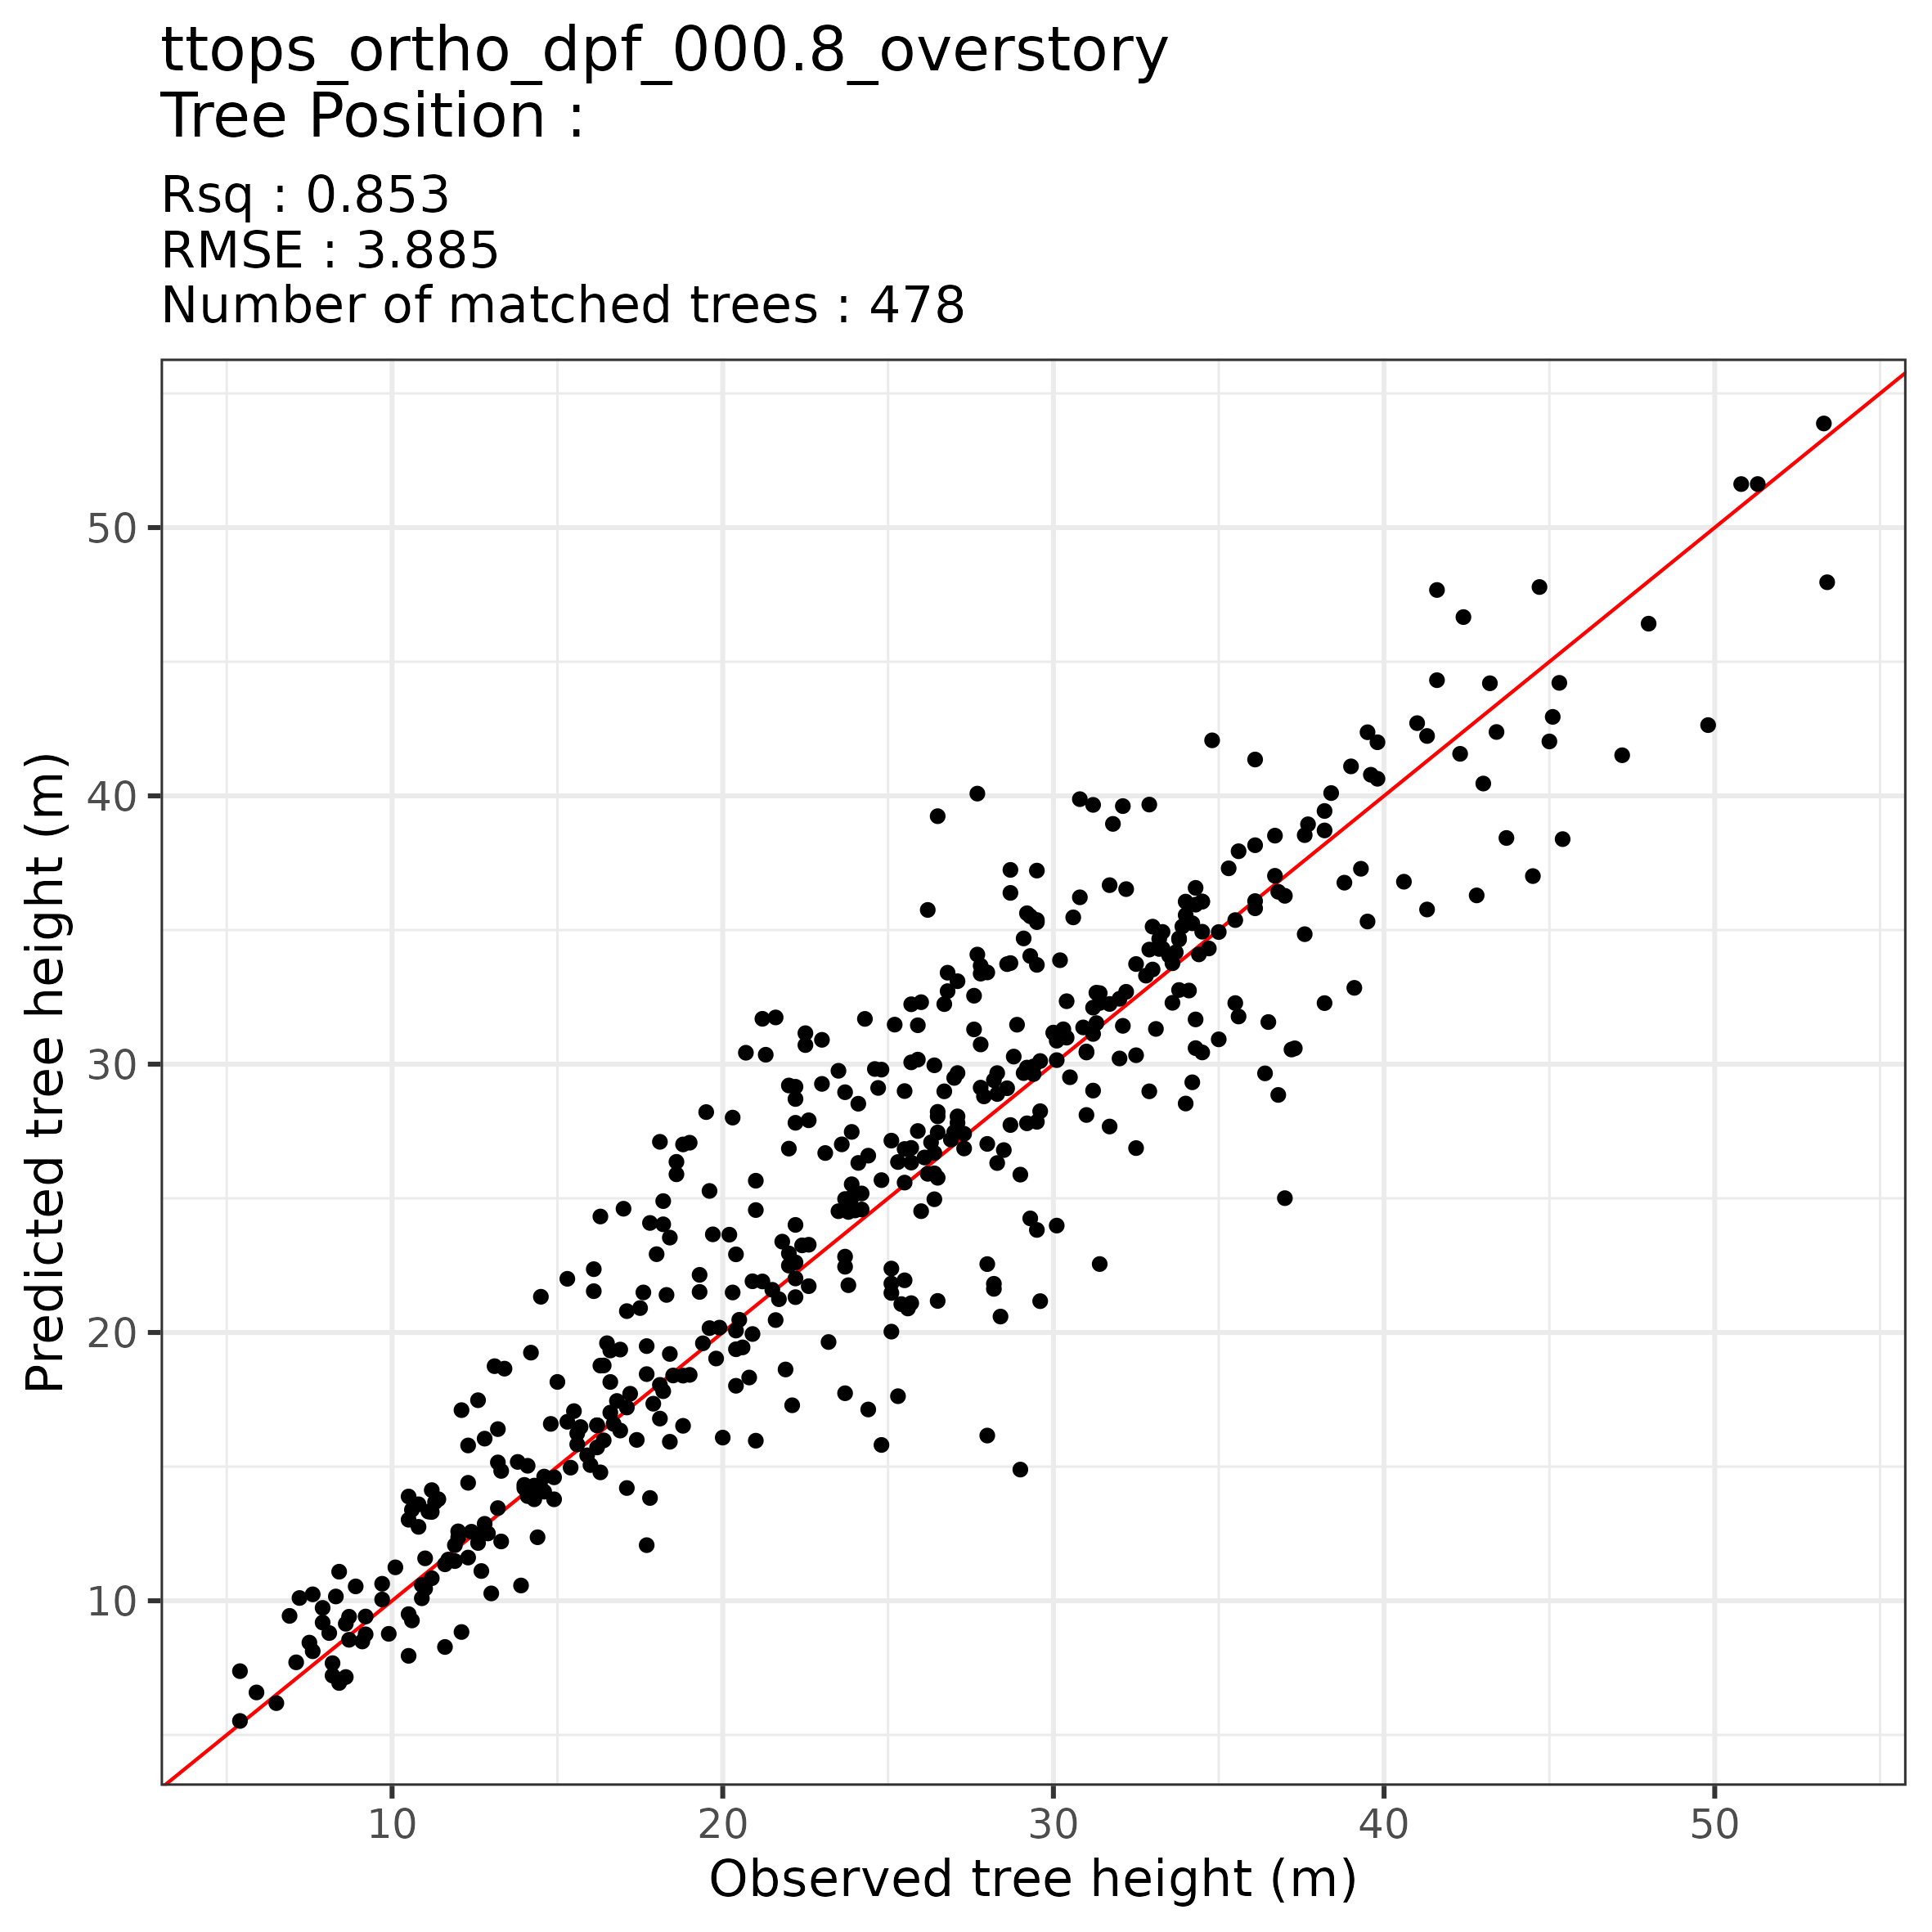 ttops_ortho_dpf_000.8_overstory
Tree Position :
Rsq : 0.853
RMSE : 3.885
Number of matched trees : 478
50
40
30
20
10
Predicted tree height (m)
10 20 30 40 50
Observed tree height (m)